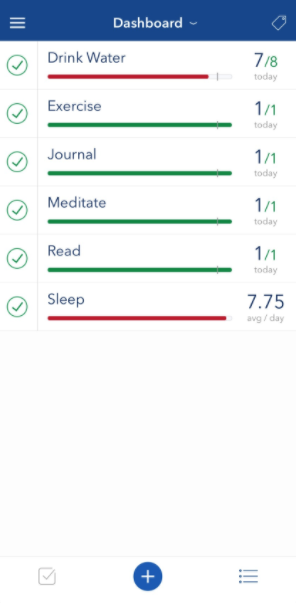 Dashboard
Drink Water
7/8
today
Exercise
1/1
today
Journal
1/1
today
Meditate
1/1
today
Read
1/1
today
Sleep
7.75
avg / day